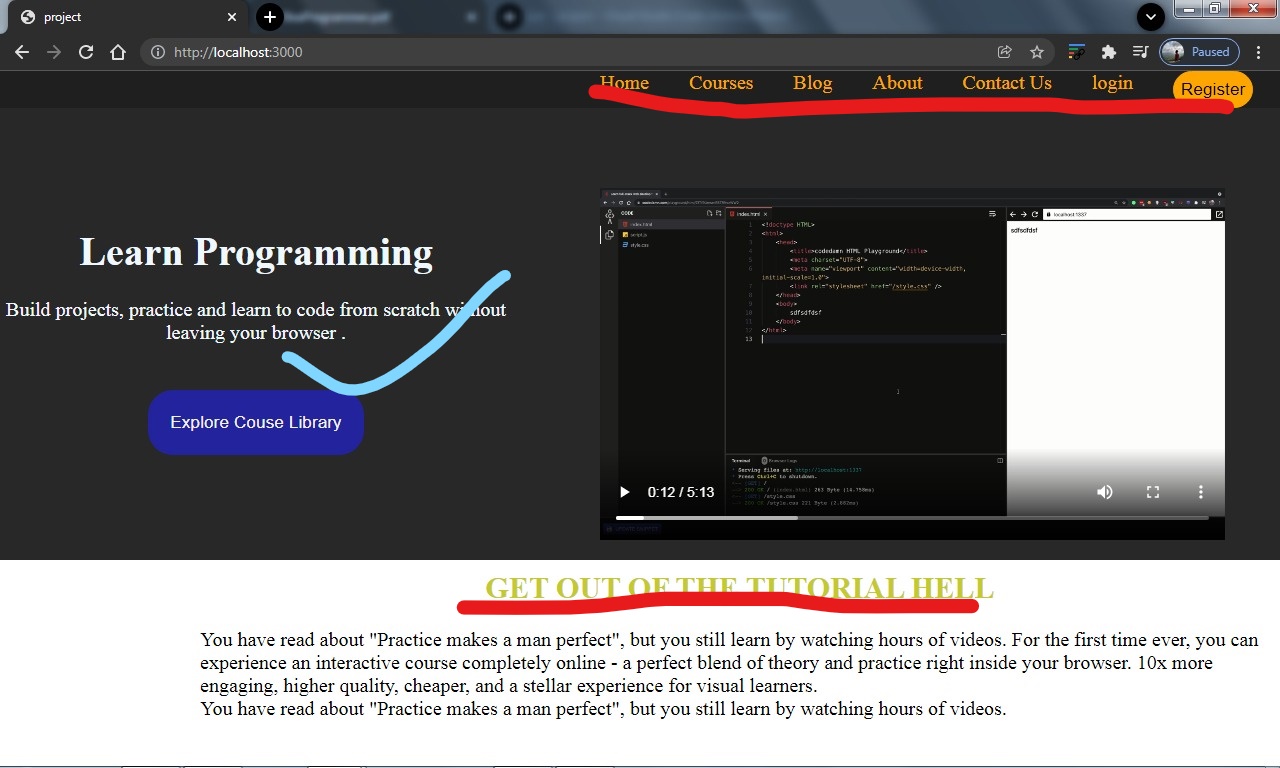 project
http://localhost:3000
Paused
Home Courses Blog About Contact Us login Register
Learn Programming
Build projects, practice and learn to code from scratch without
leaving your browser .
Explore Couse Library
CODE
index.html
script.js
style.css
index.html
1 <!doctype HTML>
2 <html>
3 <head>
4 <title>codedamn HTML Playground</title>
5 <meta charset="UTF-8">
6 <meta name="viewport" content="width=device-width,
initial-scale=1.0">
7 <link rel="stylesheet" href="/style.css" />
8 </head>
9 <body>
10 sdfsdfdsf
11 </body>
12 </html>
13
localhost:1337
sdfsdfdsf
Terminal Browser Logs
Serving files at: http://localhost:1337
Press Ctrl+C to shutdown.
/style.css
0:12 / 5:13
GET OUT OF THE TUTORIAL HELL
You have read about "Practice makes a man perfect", but you still learn by watching hours of videos. For the first time ever, you can
experience an interactive course completely online - a perfect blend of theory and practice right inside your browser. 10x more
engaging, higher quality, cheaper, and a stellar experience for visual learners.
You have read about "Practice makes a man perfect", but you still learn by watching hours of videos.